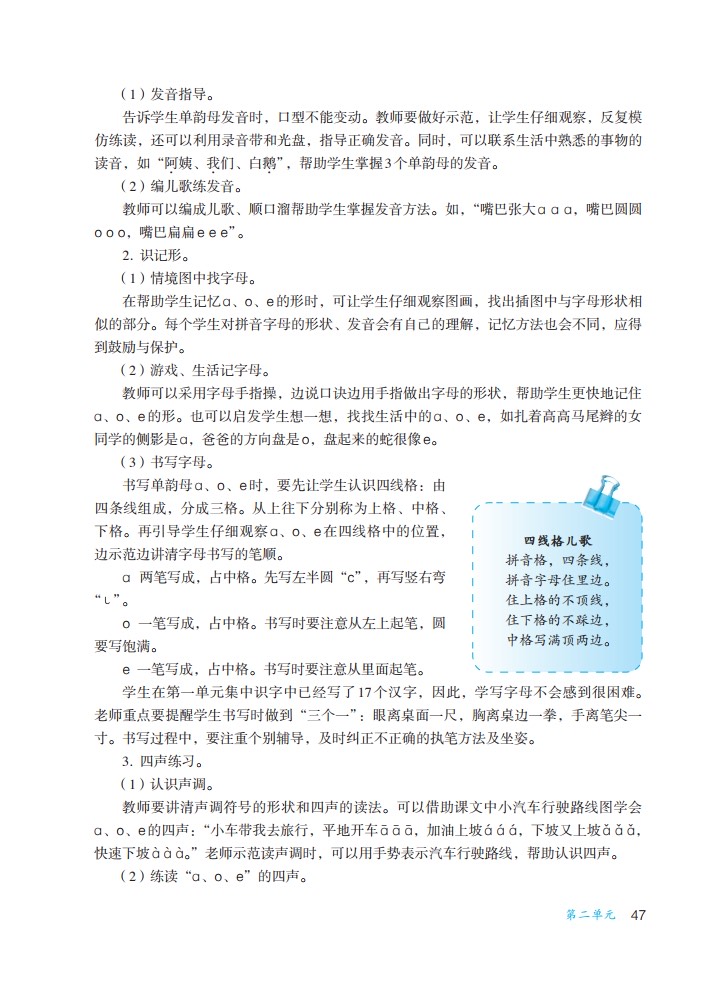 （1）发音指导。
告诉学生单韵母发音时，口型不能变动。教师要做好示范，让学生仔细观察，反复模
仿练读，还可以利用录音带和光盘，指导正确发音。同时，可以联系生活中熟悉的事物的
读音，如“阿姨、我们、白鹅”，帮助学生掌握3个单韵母的发音。
（2）编儿歌练发音。
教师可以编成儿歌、顺口溜帮助学生掌握发音方法。如，“嘴巴张大ɑ ɑ ɑ，嘴巴圆圆
o o o，嘴巴扁扁e e e”。
2. 识记形。
（1）情境图中找字母。
在帮助学生记忆ɑ、o、e的形时，可让学生仔细观察图画，找出插图中与字母形状相
似的部分。每个学生对拼音字母的形状、发音会有自己的理解，记忆方法也会不同，应得
到鼓励与保护。
（2）游戏、生活记字母。
教师可以采用字母手指操，边说口诀边用手指做出字母的形状，帮助学生更快地记住
ɑ、o、e的形。也可以启发学生想一想，找找生活中的ɑ、o、e，如扎着高高马尾辫的女
同学的侧影是ɑ，爸爸的方向盘是o，盘起来的蛇很像e。
（3）书写字母。
书写单韵母ɑ、o、e时，要先让学生认识四线格：由
四条线组成，分成三格。从上往下分别称为上格、中格、
下格。再引导学生仔细观察ɑ、o、e在四线格中的位置，
边示范边讲清字母书写的笔顺。
ɑ 两笔写成，占中格。先写左半圆“c”，再写竖右弯
“㇄”。
o 一笔写成，占中格。书写时要注意从左上起笔，圆
要写饱满。
e 一笔写成，占中格。书写时要注意从里面起笔。
四线格儿歌
拼音格，四条线，
拼音字母住里边。
住上格的不顶线，
住下格的不踩边，
中格写满顶两边。
学生在第一单元集中识字中已经写了17个汉字，因此，学写字母不会感到很困难。
老师重点要提醒学生书写时做到“三个一”：眼离桌面一尺，胸离桌边一拳，手离笔尖一
寸。书写过程中，要注重个别辅导，及时纠正不正确的执笔方法及坐姿。
3. 四声练习。
（1）认识声调。
教师要讲清声调符号的形状和四声的读法。可以借助课文中小汽车行驶路线图学会
ɑ、o、e的四声：“小车带我去旅行，平地开车ā ā ā，加油上坡á á á，下坡又上坡ǎ ǎ ǎ，
快速下坡à à à。”老师示范读声调时，可以用手势表示汽车行驶路线，帮助认识四声。
（2）练读“ɑ、o、e”的四声。
第二单元 47